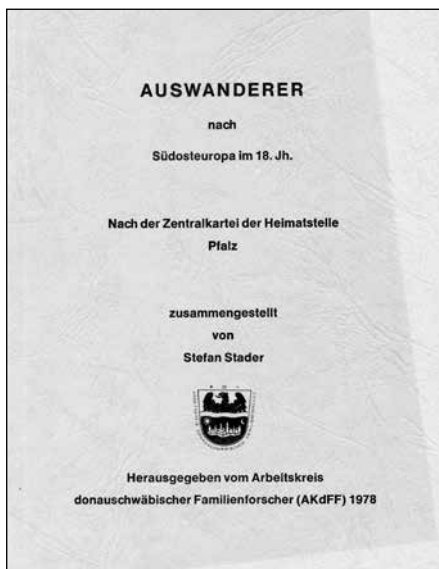 AUSWANDERER
nach
Südosteuropa im 18. Jh.
Nach der Zentralkartei der Heimatstelle
Pfalz
zusammengestellt
von
Stefan Stader
Herausgegeben vom Arbeitskreis
donauschwäbischer Familienforscher (AKdFF) 1978